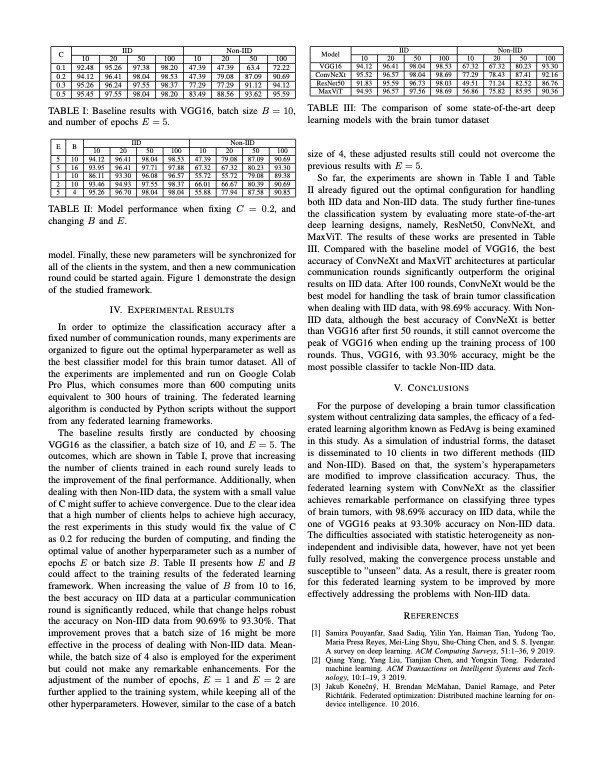 C IID Non-IID
10 20 50 100 10 20 50 100
0.1 92.48 95.26 97.38 98.20 47.39 47.39 63.4 72.22
0.2 94.12 96.41 98.04 98.53 47.39 79.08 87.09 90.69
0.3 95.26 96.24 97.55 98.37 77.29 77.29 91.12 94.12
0.5 95.45 97.55 98.04 98.20 83.49 88.56 93.62 95.59
TABLE I: Baseline results with VGG16, batch size B = 10,
and number of epochs E = 5.
E B IID Non-IID
10 20 50 100 10 20 50 100
5 10 94.12 96.41 98.04 98.53 47.39 79.08 87.09 90.69
5 16 93.95 96.41 97.71 97.88 67.32 67.32 80.23 93.30
1 10 86.11 93.30 96.08 96.57 55.72 55.72 79.08 89.38
2 10 93.46 94.93 97.55 98.37 66.01 66.67 80.39 90.69
5 4 95.26 96.70 98.04 98.04 55.88 77.94 87.58 90.85
TABLE II: Model performance when fixing C = 0.2, and
changing B and E.
model. Finally, these new parameters will be synchronized for
all of the clients in the system, and then a new communication
round could be started again. Figure 1 demonstrate the design
of the studied framework.
IV. EXPERIMENTAL RESULTS
In order to optimize the classification accuracy after a
fixed number of communication rounds, many experiments are
organized to figure out the optimal hyperparameter as well as
the best classifier model for this brain tumor dataset. All of
the experiments are implemented and run on Google Colab
Pro Plus, which consumes more than 600 computing units
equivalent to 300 hours of training. The federated learning
algorithm is conducted by Python scripts without the support
from any federated learning frameworks.
The baseline results firstly are conducted by choosing
VGG16 as the classifier, a batch size of 10, and E = 5. The
outcomes, which are shown in Table I, prove that increasing
the number of clients trained in each round surely leads to
the improvement of the final performance. Additionally, when
dealing with then Non-IID data, the system with a small value
of C might suffer to achieve convergence. Due to the clear idea
that a high number of clients helps to achieve high accuracy,
the rest experiments in this study would fix the value of C
as 0.2 for reducing the burden of computing, and finding the
optimal value of another hyperparameter such as a number of
epochs E or batch size B. Table II presents how E and B
could affect to the training results of the federated learning
framework. When increasing the value of B from 10 to 16,
the best accuracy on IID data at a particular communication
round is significantly reduced, while that change helps robust
the accuracy on Non-IID data from 90.69% to 93.30%. That
improvement proves that a batch size of 16 might be more
effective in the process of dealing with Non-IID data. Mean-
while, the batch size of 4 also is employed for the experiment
but could not make any remarkable enhancements. For the
adjustment of the number of epochs, E = 1 and E = 2 are
further applied to the training system, while keeping all of the
other hyperparameters. However, similar to the case of a batch
Model IID Non-IID
10 20 50 100 10 20 50 100
VGG16 94.12 96.41 98.04 98.53 67.32 67.32 80.23 93.30
ConvNeXt 95.52 96.57 98.04 98.69 77.29 78.43 87.41 92.16
ResNet50 91.83 95.59 96.73 98.03 49.51 71.24 82.52 86.76
MaxViT 94.93 96.57 97.56 98.69 56.86 75.82 85.95 90.36
TABLE III: The comparison of some state-of-the-art deep
learning models with the brain tumor dataset
size of 4, these adjusted results still could not overcome the
previous results with E = 5.
So far, the experiments are shown in Table I and Table
II already figured out the optimal configuration for handling
both IID data and Non-IID data. The study further fine-tunes
the classification system by evaluating more state-of-the-art
deep learning designs, namely, ResNet50, ConvNeXt, and
MaxViT. The results of these works are presented in Table
III. Compared with the baseline model of VGG16, the best
accuracy of ConvNeXt and MaxViT architectures at particular
communication rounds significantly outperform the original
results on IID data. After 100 rounds, ConvNeXt would be the
best model for handling the task of brain tumor classification
when dealing with IID data, with 98.69% accuracy. With Non-
IID data, although the best accuracy of ConvNeXt is better
than VGG16 after first 50 rounds, it still cannot overcome the
peak of VGG16 when ending up the training process of 100
rounds. Thus, VGG16, with 93.30% accuracy, might be the
most possible classifer to tackle Non-IID data.
V. CONCLUSIONS
For the purpose of developing a brain tumor classification
system without centralizing data samples, the efficacy of a fed-
erated learning algorithm known as FedAvg is being examined
in this study. As a simulation of industrial forms, the dataset
is disseminated to 10 clients in two different methods (IID
and Non-IID). Based on that, the system's hyperapameters
are modified to improve classification accuracy. Thus, the
federated learning system with ConvNeXt as the classifier
achieves remarkable performance on classifying three types
of brain tumors, with 98.69% accuracy on IID data, while the
one of VGG16 peaks at 93.30% accuracy on Non-IID data.
The difficulties associated with statistic heterogeneity as non-
independent and indivisible data, however, have not yet been
fully resolved, making the convergence process unstable and
susceptible to "unseen" data. As a result, there is greater room
for this federated learning system to be improved by more
effectively addressing the problems with Non-IID data.
REFERENCES
[1] Samira Pouyanfar, Saad Sadiq, Yilin Yan, Haiman Tian, Yudong Tao,
Maria Presa Reyes, Mei-Ling Shyu, Shu-Ching Chen, and S. S. Iyengar.
A survey on deep learning. ACM Computing Surveys, 51:1–36, 9 2019.
[2] Qiang Yang, Yang Liu, Tianjian Chen, and Yongxin Tong. Federated
machine learning. ACM Transactions on Intelligent Systems and Tech-
nology, 10:1–19, 3 2019.
[3] Jakub Konečný, H. Brendan McMahan, Daniel Ramage, and Peter
Richtárik. Federated optimization: Distributed machine learning for on-
device intelligence. 10 2016.